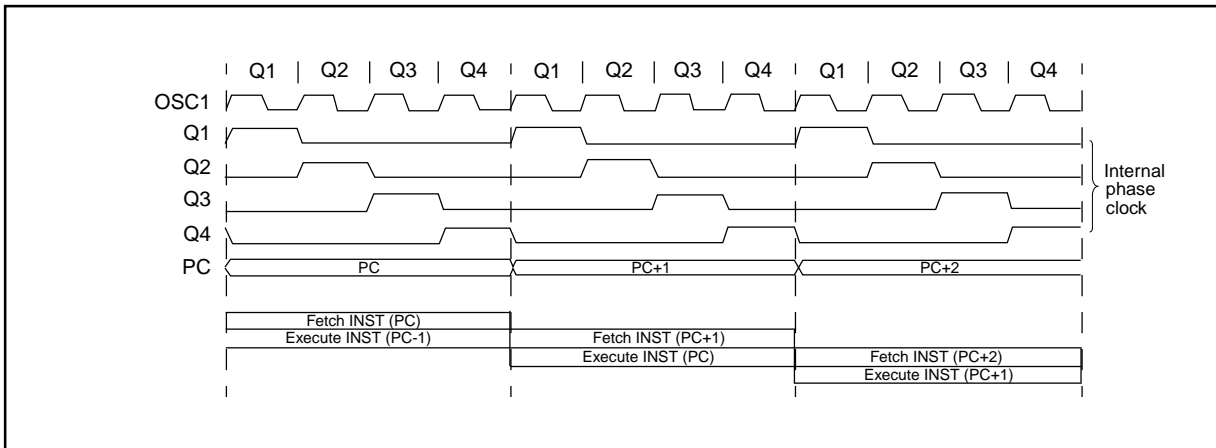 Q1 Q2 Q3 Q4 Q1 Q2 Q3 Q4 Q1 Q2 Q3 Q4
OSC1
Q1
Q2
Q3
Q4
PC
PC PC+1 PC+2
Internal
phase
clock
Fetch INST (PC)
Execute INST (PC-1) Fetch INST (PC+1)
Execute INST (PC) Fetch INST (PC+2)
Execute INST (PC+1)